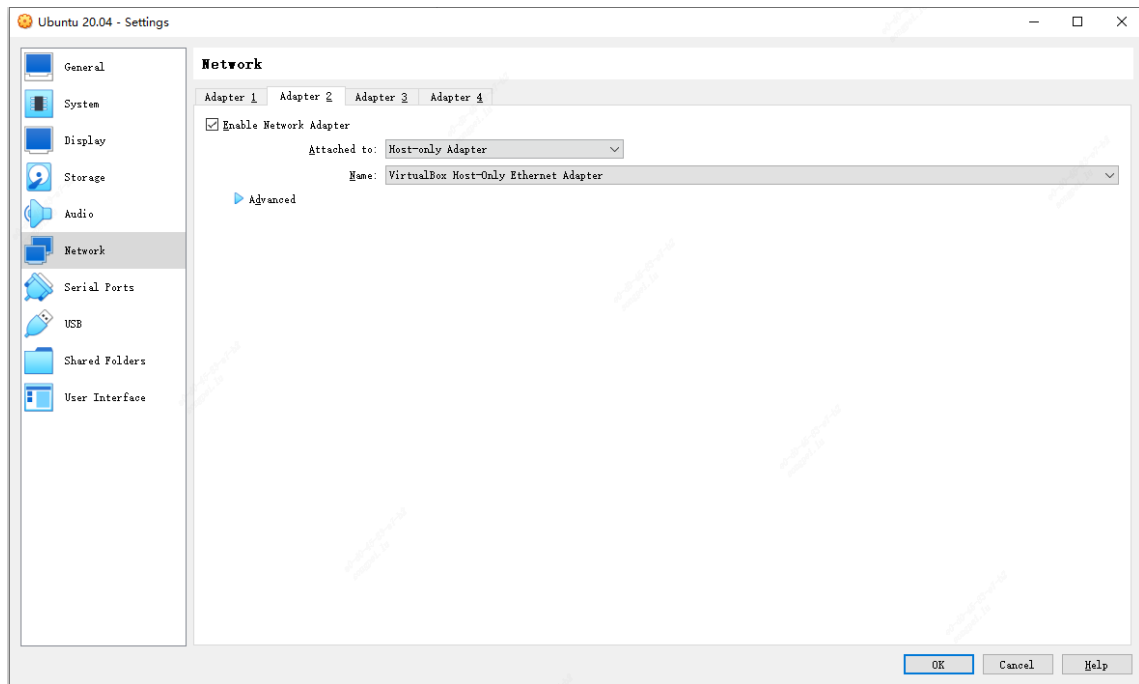 Ubuntu 20.04 - Settings
General
System
Display
Storage
Audio
Network
Serial Ports
USB
Shared Folders
User Interface
Network
Adapter 1 Adapter 2 Adapter 3 Adapter 4
Enable Network Adapter
Attached to: Host-only Adapter
Name: VirtualBox Host-Only Ethernet Adapter
Advanced
OK Cancel Help